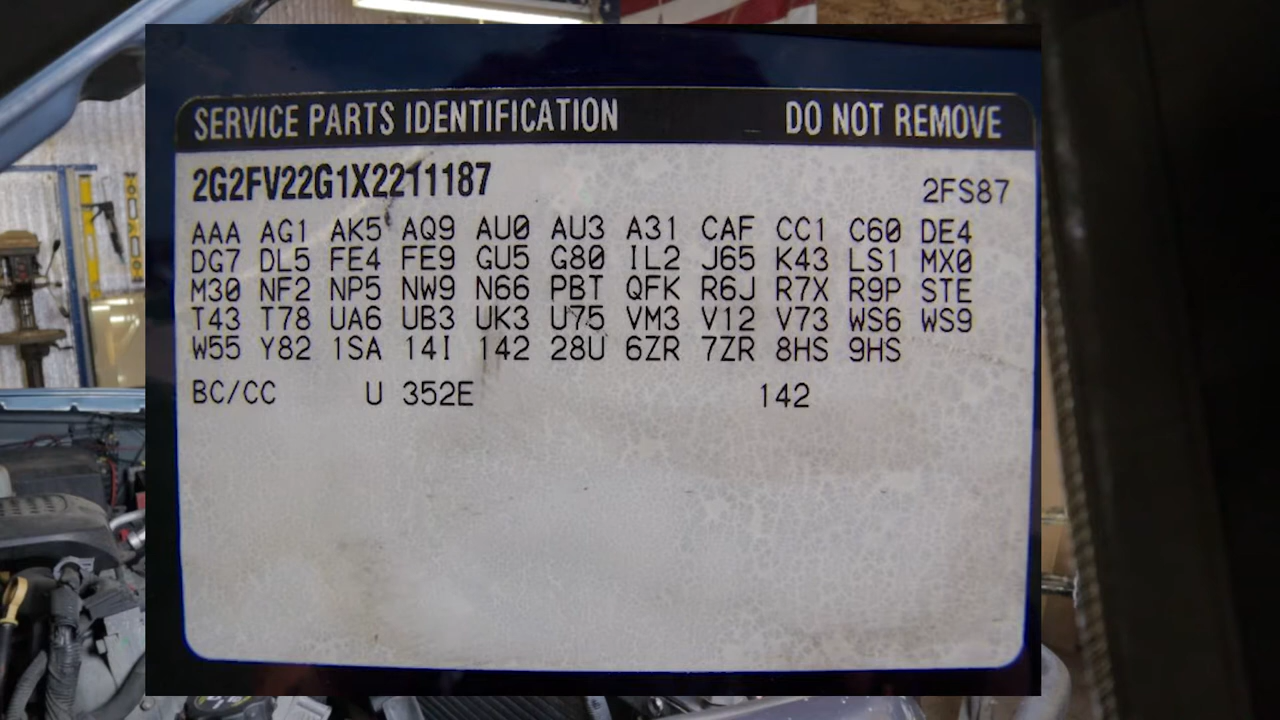 SERVICE PARTS IDENTIFICATION DO NOT REMOVE
2G2FV22G1X2211187 2FS87
AAA AG1 AK5 AQ9 AU0 AU3 A31 CAF CC1 C60 DE4
DG7 DL5 FE4 FE9 GU5 G80 IL2 J65 K43 LS1 MX0
M30 NF2 NP5 NW9 N66 PBT QFK R6J R7X R9P STE
T43 T78 UA6 UB3 UK3 U75 VM3 V12 V73 WS6 WS9
W55 Y82 1SA 14I 142 28U 6ZR 7ZR 8HS 9HS
BC/CC U 352E 142